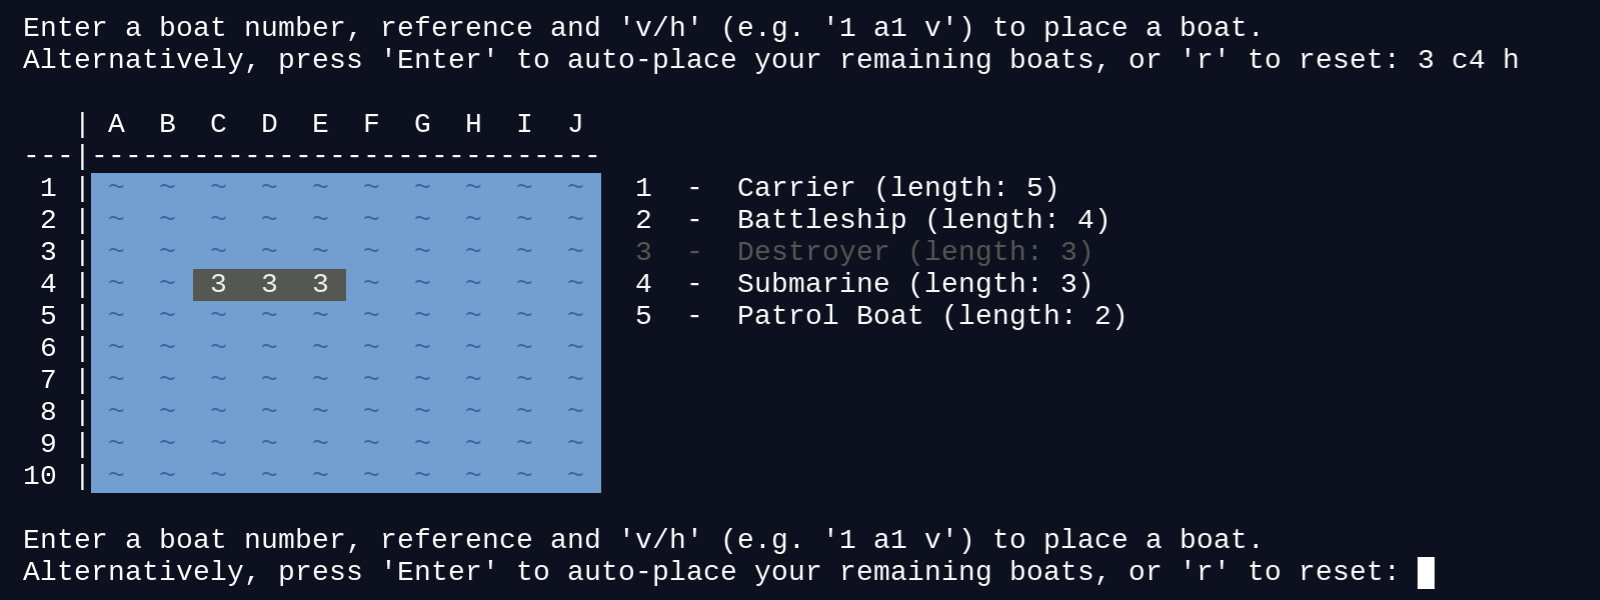 Enter a boat number, reference and 'v/h' (e.g. '1 a1 v') to place a boat.
Alternatively, press 'Enter' to auto-place your remaining boats, or 'r' to reset: 3 c4 h
   | A  B  C  D  E  F  G  H  I  J
---|------------------------------
 1 | ~  ~  ~  ~  ~  ~  ~  ~  ~  ~   1  -  Carrier (length: 5)
 2 | ~  ~  ~  ~  ~  ~  ~  ~  ~  ~   2  -  Battleship (length: 4)
 3 | ~  ~  ~  ~  ~  ~  ~  ~  ~  ~   3  -  Destroyer (length: 3)
 4 | ~  ~  3  3  3  ~  ~  ~  ~  ~   4  -  Submarine (length: 3)
 5 | ~  ~  ~  ~  ~  ~  ~  ~  ~  ~   5  -  Patrol Boat (length: 2)
 6 | ~  ~  ~  ~  ~  ~  ~  ~  ~  ~
 7 | ~  ~  ~  ~  ~  ~  ~  ~  ~  ~
 8 | ~  ~  ~  ~  ~  ~  ~  ~  ~  ~
 9 | ~  ~  ~  ~  ~  ~  ~  ~  ~  ~
10 | ~  ~  ~  ~  ~  ~  ~  ~  ~  ~
Enter a boat number, reference and 'v/h' (e.g. '1 a1 v') to place a boat.
Alternatively, press 'Enter' to auto-place your remaining boats, or 'r' to reset: